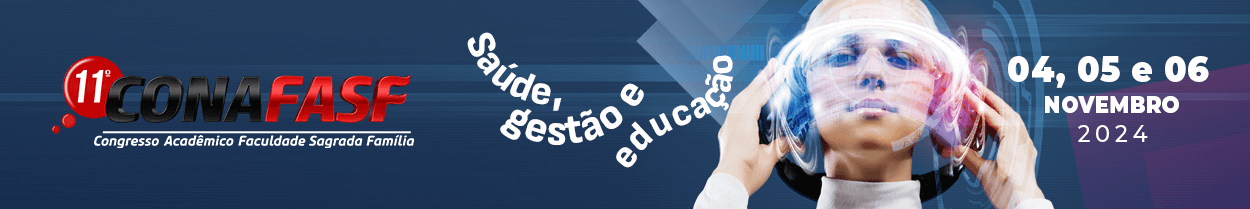 11º CONAFASF
Congresso Acadêmico Faculdade Sagrada Família
Saúde,
gestão e
educação
04, 05 e 06
NOVEMBRO
2024